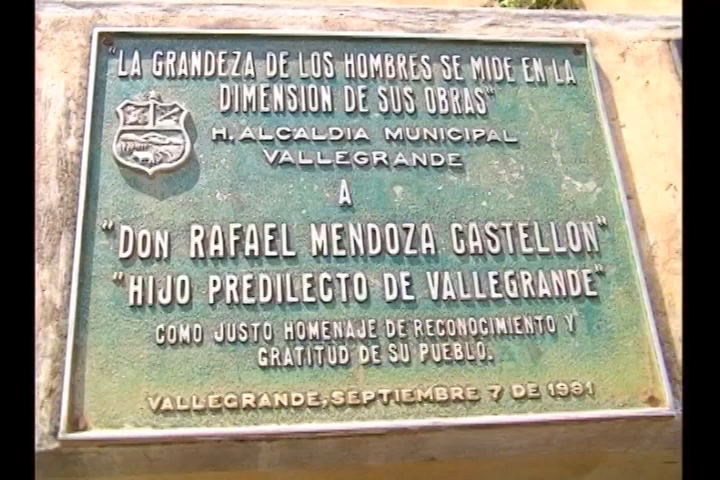 "LA GRANDEZA DE LOS HOMBRES SE MIDE EN LA
DIMENSION DE SUS OBRAS"
H. ALCALDIA MUNICIPAL
VALLEGRANDE
A
"DON RAFAEL MENDOZA CASTELLON"
"HIJO PREDILECTO DE VALLEGRANDE"
COMO JUSTO HOMENAJE DE RECONOCIMIENTO Y
GRATITUD DE SU PUEBLO.
VALLEGRANDE, SEPTIEMBRE 7 DE 1991